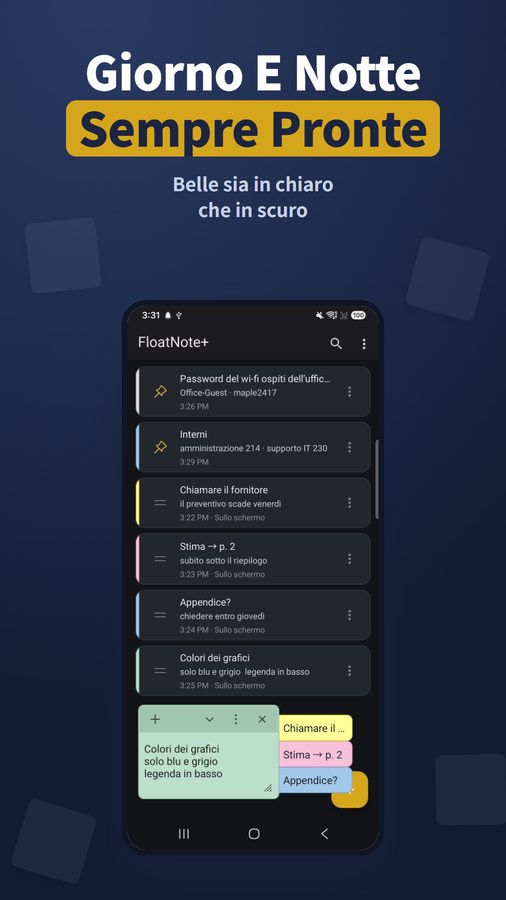 Giorno E Notte
Sempre Pronte
Belle sia in chiaro
che in scuro
3:31
100
FloatNote+
Password del wi-fi ospiti dell'uffic...
Office-Guest · maple2417
3:26 PM
Interni
amministrazione 214 · supporto IT 230
3:29 PM
Chiamare il fornitore
il preventivo scade venerdì
3:22 PM · Sullo schermo
Stima → p. 2
subito sotto il riepilogo
3:23 PM · Sullo schermo
Appendice?
chiedere entro giovedì
3:24 PM · Sullo schermo
Colori dei grafici
solo blu e grigio legenda in basso
3:25 PM · Sullo schermo
Colori dei grafici
solo blu e grigio
legenda in basso
Chiamare il ...
Stima → p. 2
Appendice?